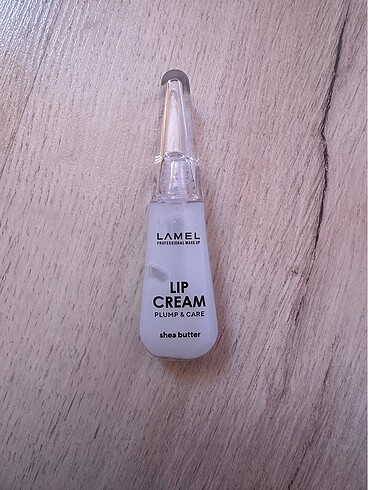 LAMEL
PROFESSIONAL MAKE UP
LIP
CREAM
PLUMP & CARE
shea butter